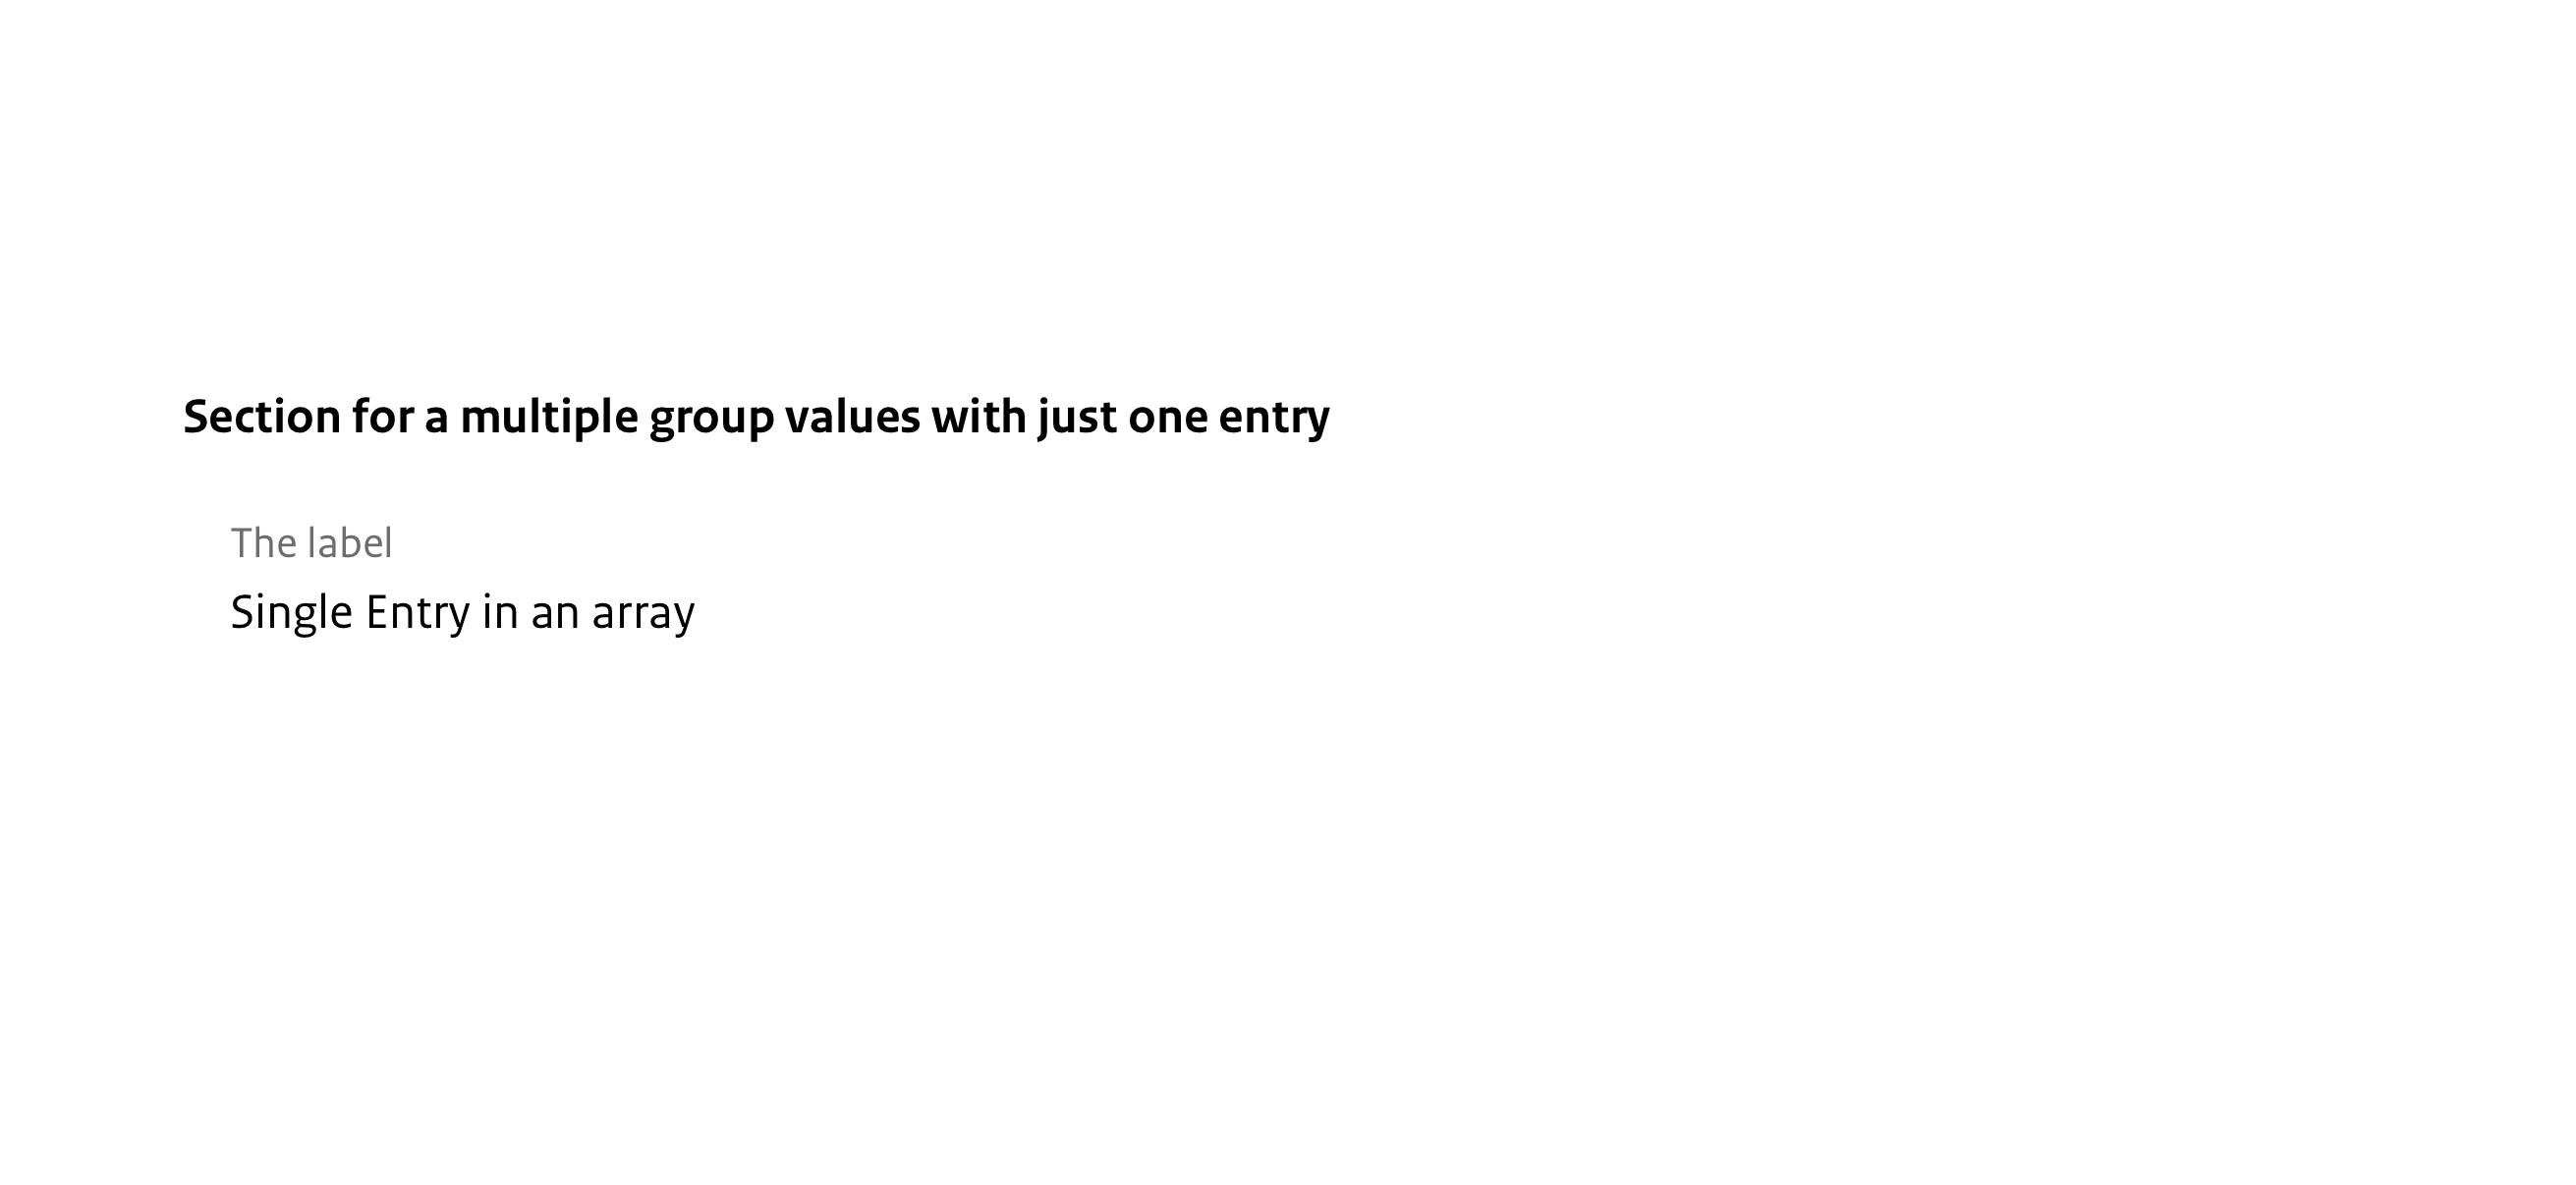 Section for a multiple group values with just one entry
The label
Single Entry in an array